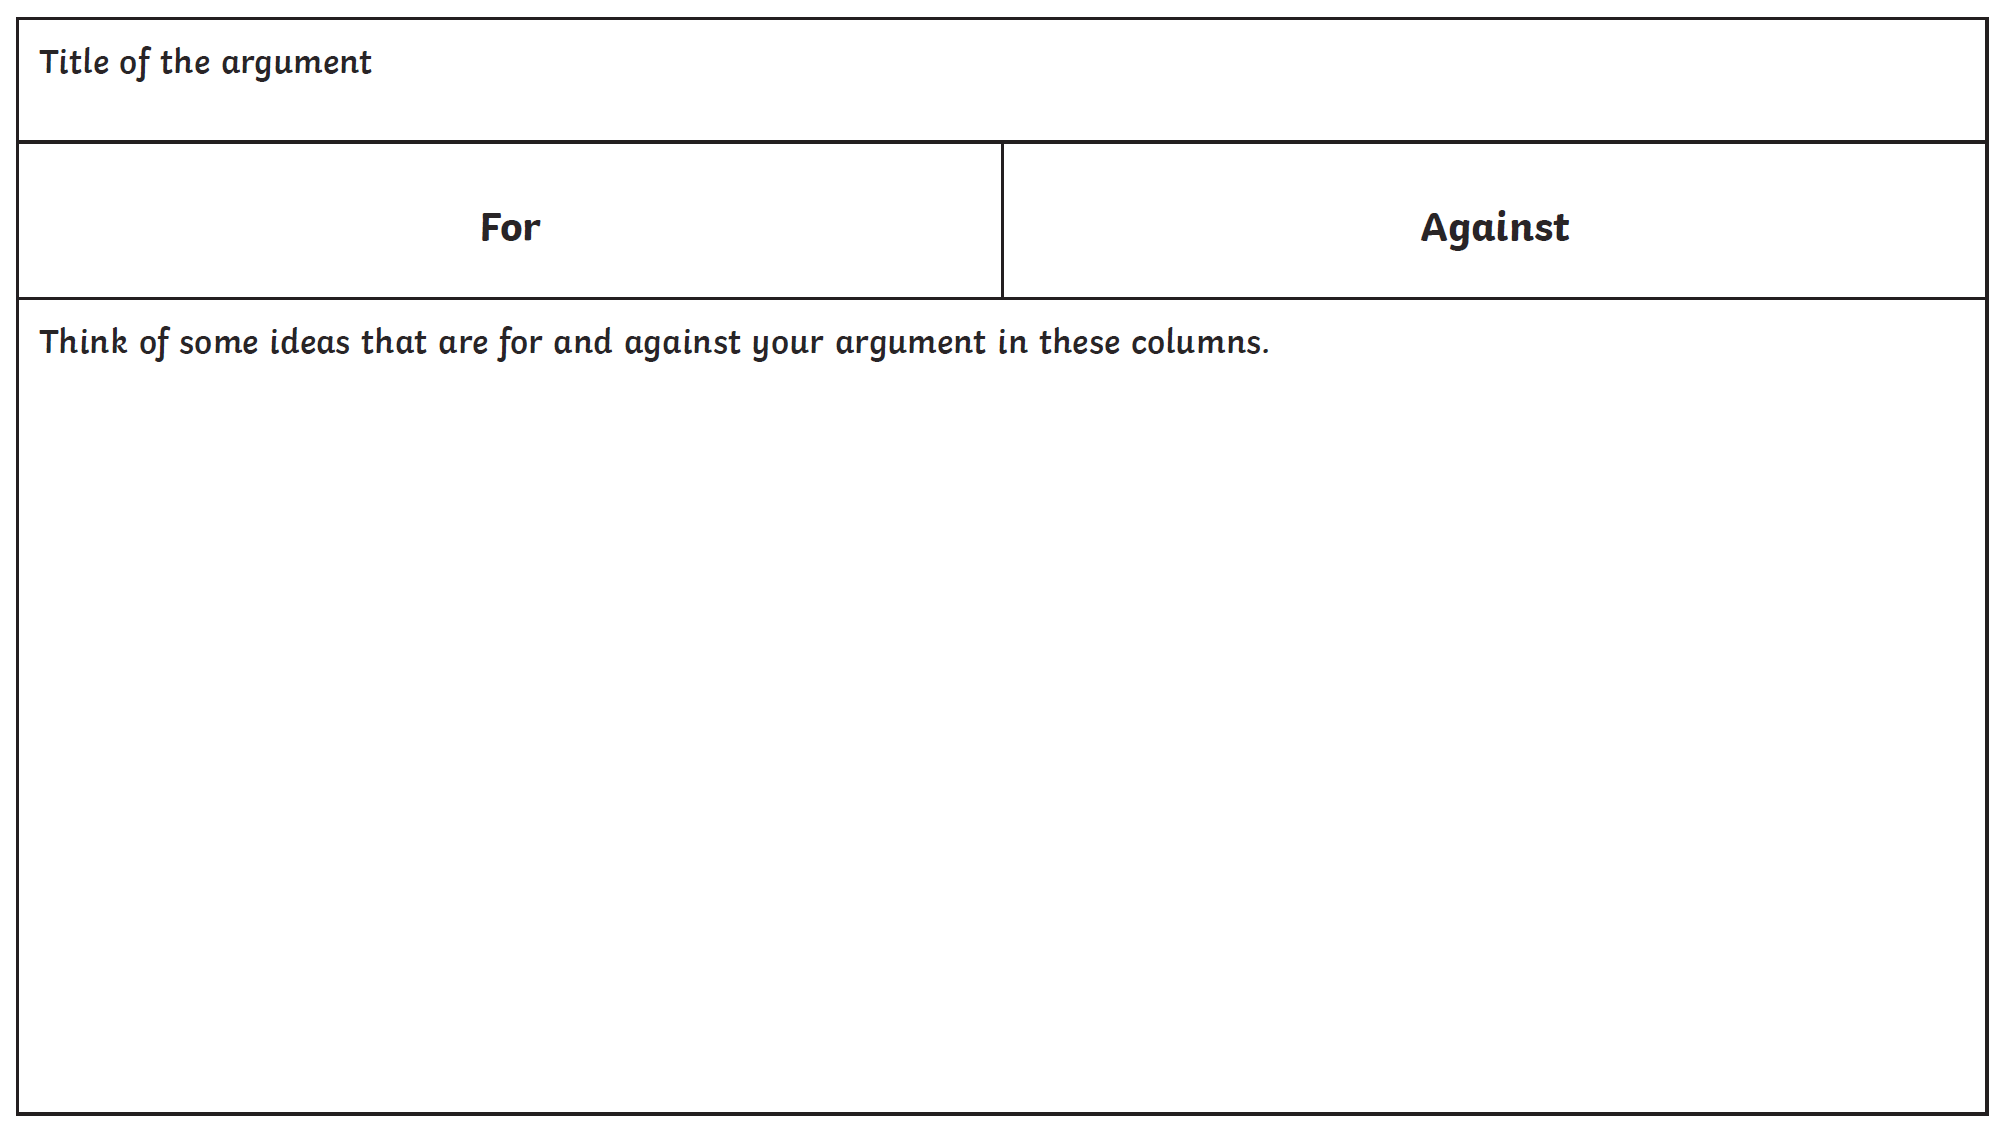 Title of the argument
For
Against
Think of some ideas that are for and against your argument in these columns.